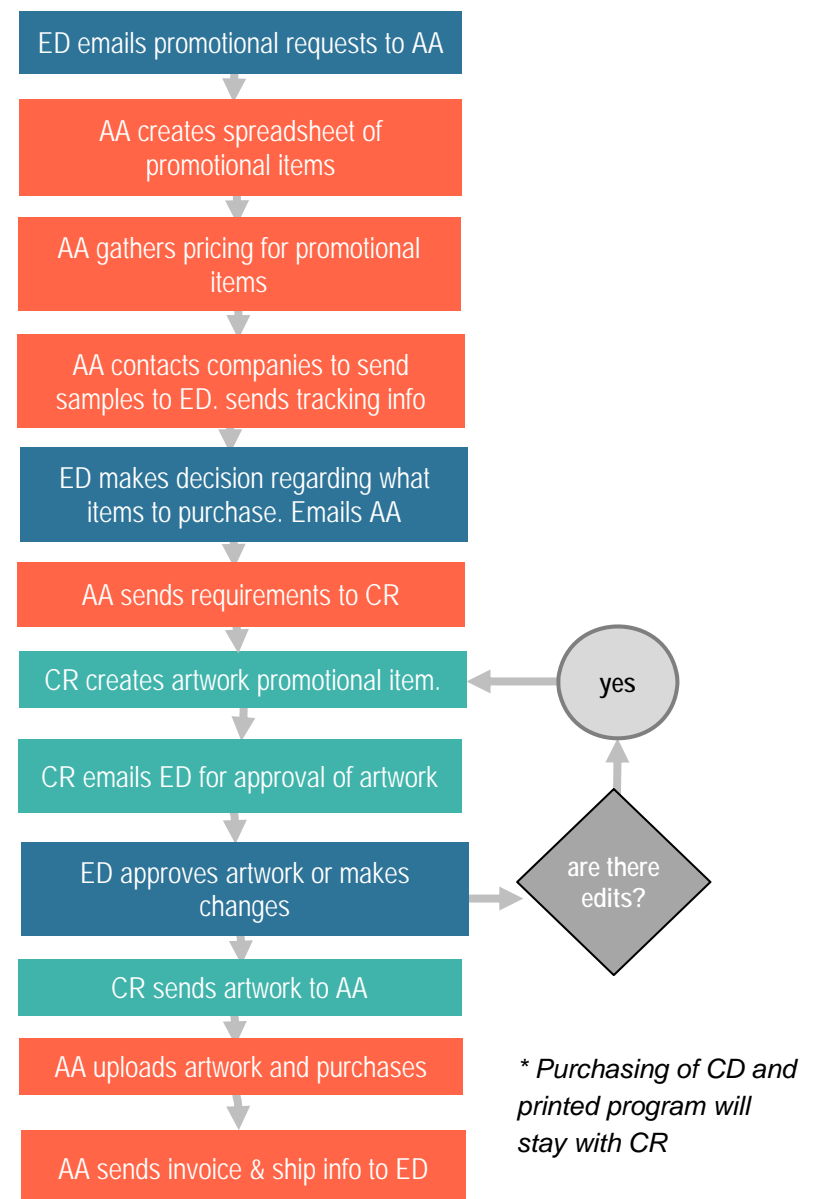 ED emails promotional requests to AA
AA creates spreadsheet of
promotional items
AA gathers pricing for promotional
items
AA contacts companies to send
samples to ED. sends tracking info
ED makes decision regarding what
items to purchase. Emails AA
AA sends requirements to CR
CR creates artwork promotional item.
yes
CR emails ED for approval of artwork
ED approves artwork or makes
changes
are there
edits?
CR sends artwork to AA
AA uploads artwork and purchases
* Purchasing of CD and
printed program will
stay with CR
AA sends invoice & ship info to ED